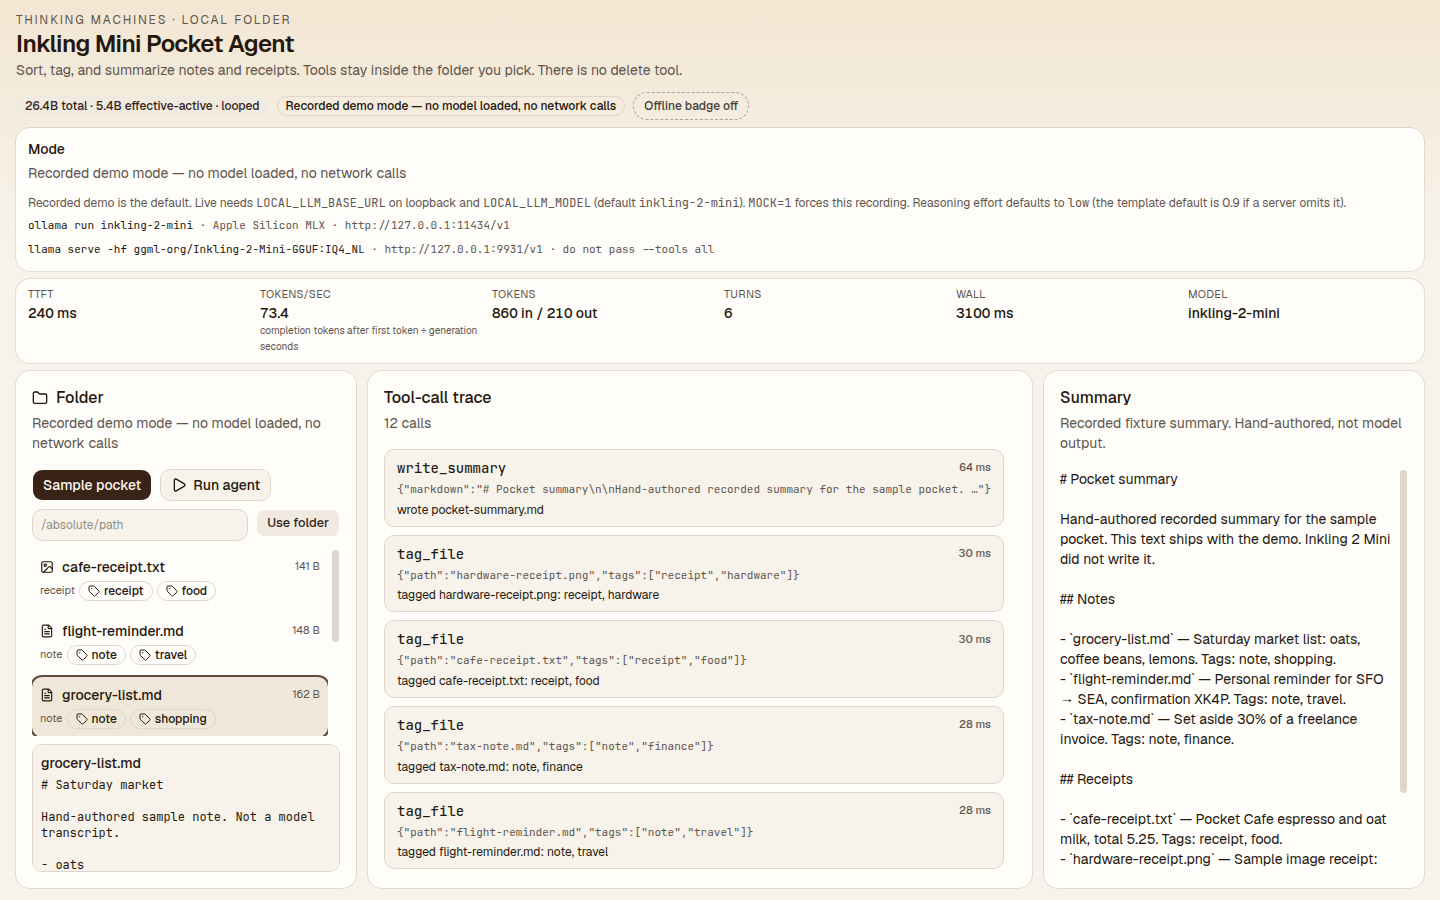 THINKING MACHINES · LOCAL FOLDER
Inkling Mini Pocket Agent
Sort, tag, and summarize notes and receipts. Tools stay inside the folder you pick. There is no delete tool.
26.4B total · 5.4B effective-active · looped
Recorded demo mode — no model loaded, no network calls
Offline badge off
Mode
Recorded demo mode — no model loaded, no network calls
Recorded demo is the default. Live needs LOCAL_LLM_BASE_URL on loopback and LOCAL_LLM_MODEL (default inkling-2-mini). MOCK=1 forces this recording. Reasoning effort defaults to low (the template default is 0.9 if a server omits it).
ollama run inkling-2-mini · Apple Silicon MLX · http://127.0.0.1:11434/v1
llama serve -hf ggml-org/Inkling-2-Mini-GGUF:IQ4_NL · http://127.0.0.1:9931/v1 · do not pass --tools all
TTFT
240 ms
TOKENS/SEC
73.4
completion tokens after first token ÷ generation
seconds
TOKENS
860 in / 210 out
TURNS
6
WALL
3100 ms
MODEL
inkling-2-mini
Folder
Recorded demo mode — no model loaded, no
network calls
Sample pocket
Run agent
/absolute/path
Use folder
cafe-receipt.txt
141 B
receipt
receipt
food
flight-reminder.md
148 B
note
note
travel
grocery-list.md
162 B
note
note
shopping
grocery-list.md
# Saturday market
Hand-authored sample note. Not a model
transcript.
- oats
Tool-call trace
12 calls
write_summary
64 ms
{"markdown":"# Pocket summary\n\nHand-authored recorded summary for the sample pocket. …"}
wrote pocket-summary.md
tag_file
30 ms
{"path":"hardware-receipt.png","tags":["receipt","hardware"]}
tagged hardware-receipt.png: receipt, hardware
tag_file
30 ms
{"path":"cafe-receipt.txt","tags":["receipt","food"]}
tagged cafe-receipt.txt: receipt, food
tag_file
28 ms
{"path":"tax-note.md","tags":["note","finance"]}
tagged tax-note.md: note, finance
tag_file
28 ms
{"path":"flight-reminder.md","tags":["note","travel"]}
tagged flight-reminder.md: note, travel
Summary
Recorded fixture summary. Hand-authored, not model
output.
# Pocket summary
Hand-authored recorded summary for the sample
pocket. This text ships with the demo. Inkling 2 Mini
did not write it.
## Notes
- `grocery-list.md` — Saturday market list: oats,
coffee beans, lemons. Tags: note, shopping.
- `flight-reminder.md` — Personal reminder for SFO
→ SEA, confirmation XK4P. Tags: note, travel.
- `tax-note.md` — Set aside 30% of a freelance
invoice. Tags: note, finance.
## Receipts
- `cafe-receipt.txt` — Pocket Cafe espresso and oat
milk, total 5.25. Tags: receipt, food.
- `hardware-receipt.png` — Sample image receipt: